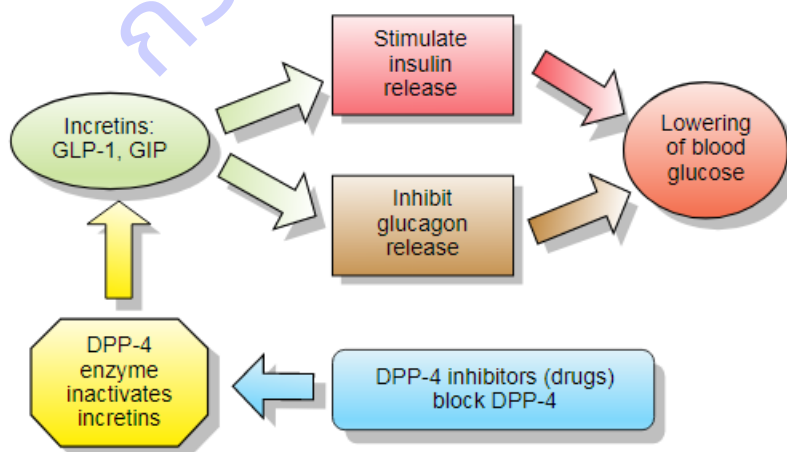 Stimulate
insulin
release
Incretins:
GLP-1, GIP
Lowering
of blood
glucose
Inhibit
glucagon
release
DPP-4
enzyme
inactivates
incretins
DPP-4 inhibitors (drugs)
block DPP-4